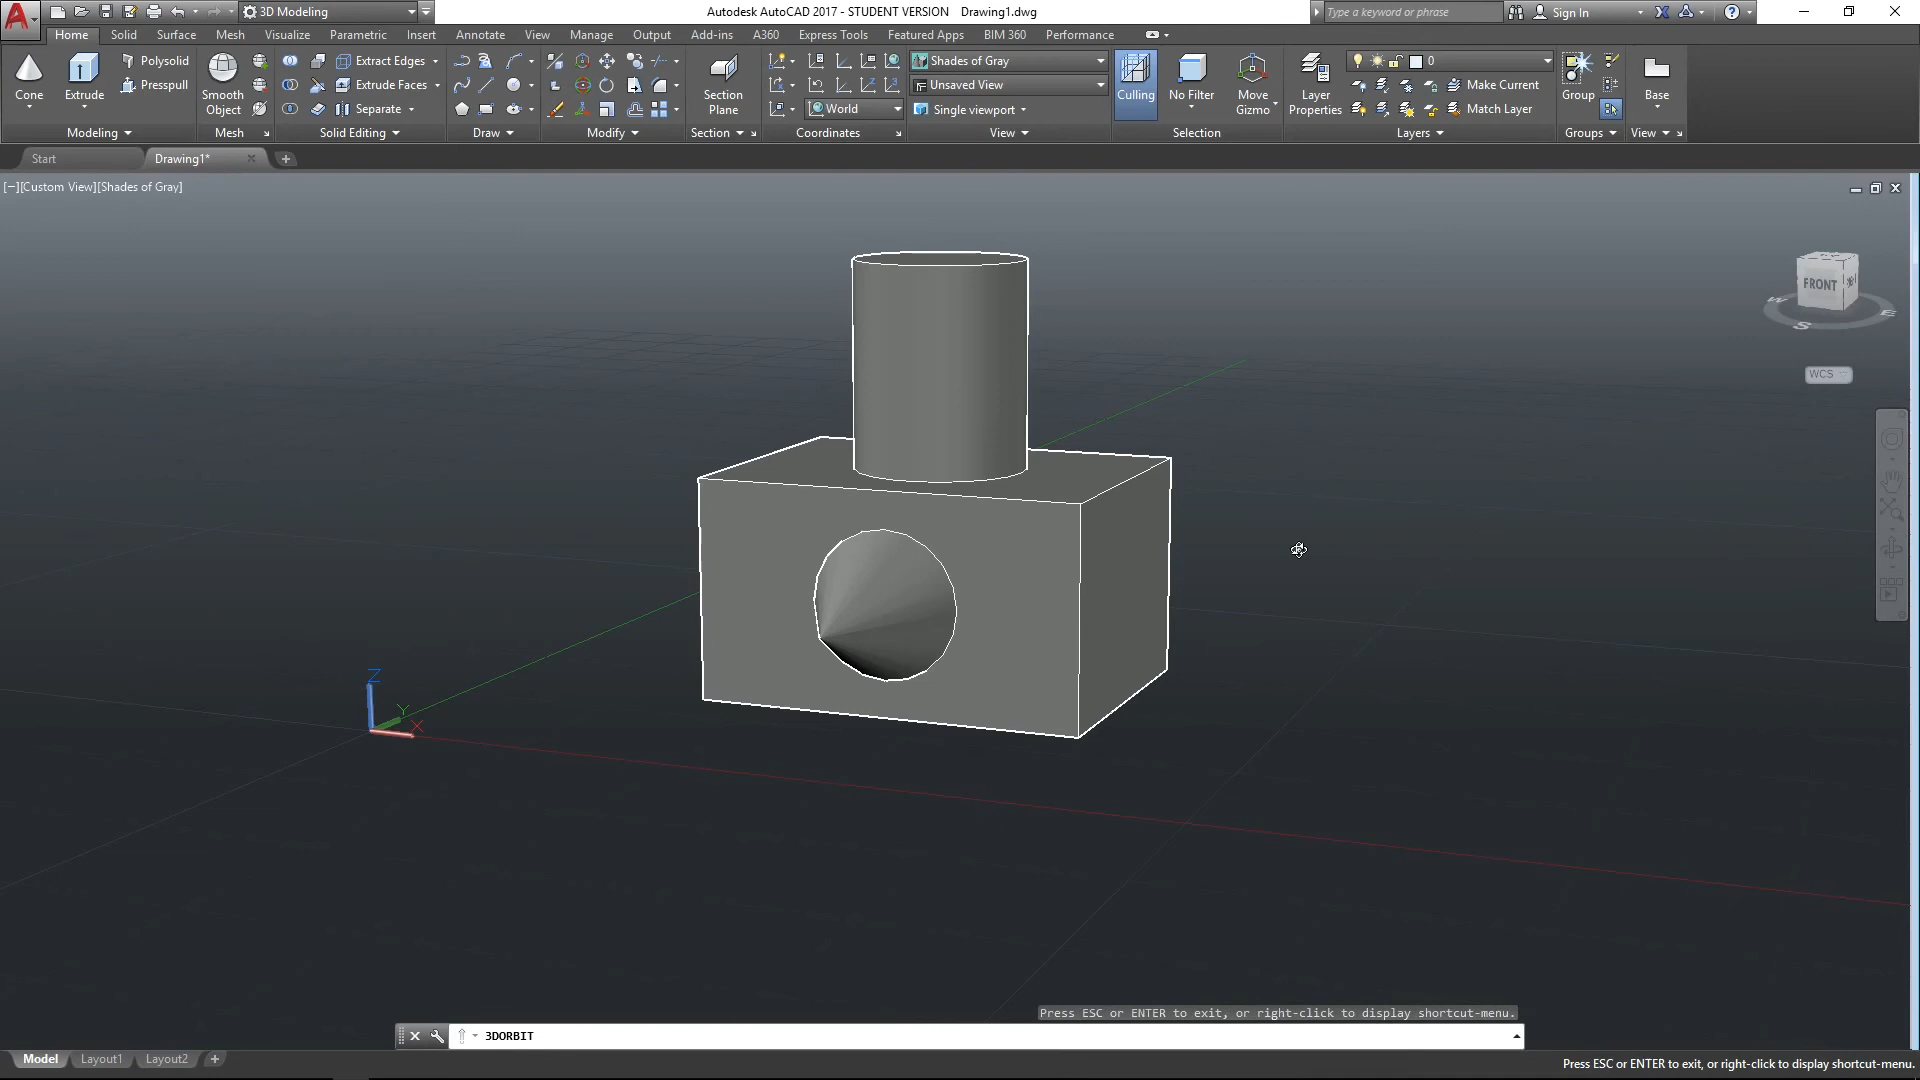 3D Modeling
Autodesk AutoCAD 2017 - STUDENT VERSION Drawing1.dwg
Type a keyword or phrase
Sign In
Home Solid Surface Mesh Visualize Parametric Insert Annotate View Manage Output Add-ins A360 Express Tools Featured Apps BIM 360 Performance
Cone
Extrude
Polysolid
Presspull
Modeling
Smooth
Object
Mesh
Extract Edges
Extrude Faces
Separate
Solid Editing
Draw
Modify
Section
Plane
Section
World
Coordinates
Shades of Gray
Unsaved View
Single viewport
View
Culling
No Filter
Move
Gizmo
Selection
Layer
Properties
0
Make Current
Match Layer
Layers
Group
Groups
Base
View
Start
Drawing1*
[−][Custom View][Shades of Gray]
FRONT
W
S
E
WCS
Z
Y
X
Press ESC or ENTER to exit, or right-click to display shortcut-menu.
3DORBIT
Model Layout1 Layout2
Press ESC or ENTER to exit, or right-click to display shortcut-menu.